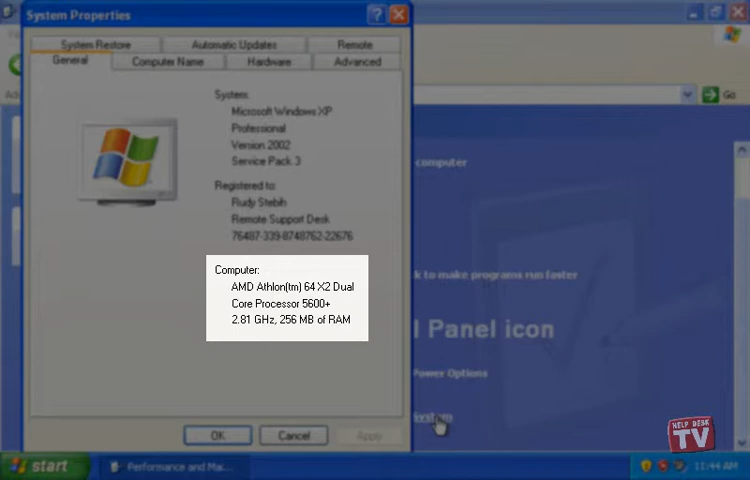 System Properties
System Restore
Automatic Updates
Remote
General
Computer Name
Hardware
Advanced
System:
Microsoft Windows XP
Professional
Version 2002
Service Pack 3
Registered to:
Rudy Stebih
Remote Support Desk
76487-339-8748762-22676
Computer:
AMD Athlon(tm) 64 X2 Dual
Core Processor 5600+
2.81 GHz, 256 MB of RAM
OK
Cancel
Apply
Go
computer
k to make programs run faster
l Panel icon
Power Options
System
HELP DESK
TV
start
Performance and Mai...
11:44 AM